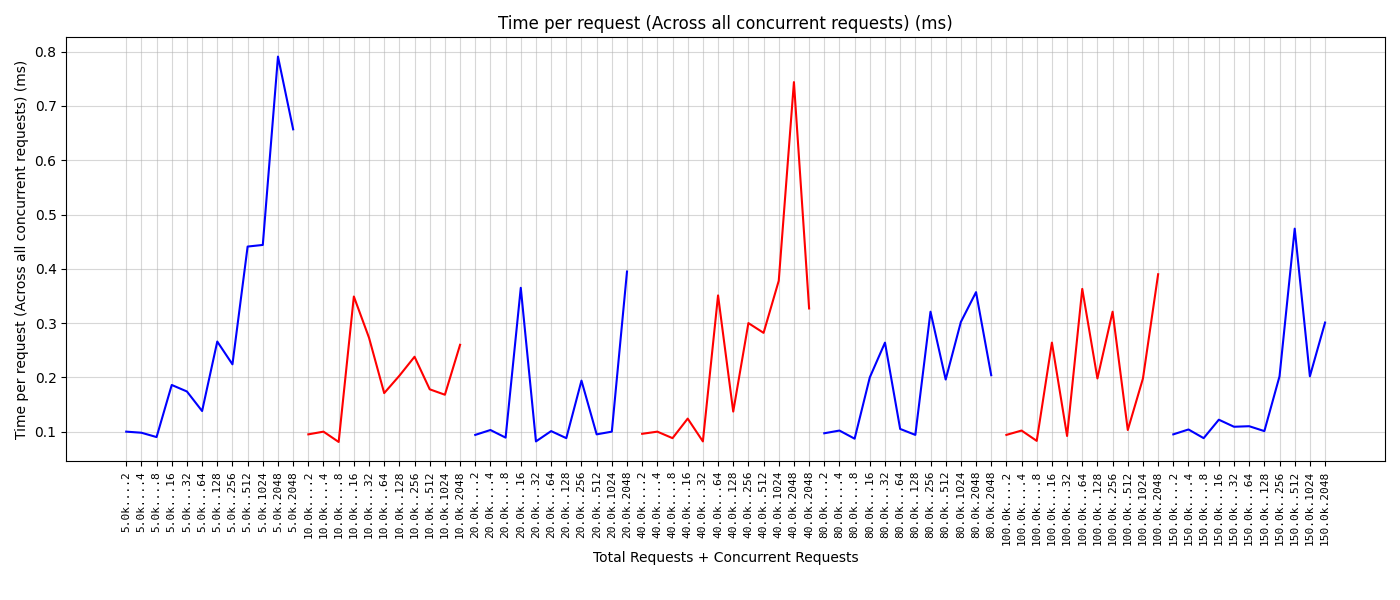 Time per request (Across all concurrent requests) (ms)
Time per request (Across all concurrent requests) (ms)
0.8
0.7
0.6
0.5
0.4
0.3
0.2
0.1
5.0k....2
5.0k....4
5.0k....8
5.0k...16
5.0k...32
5.0k...64
5.0k..128
5.0k..256
5.0k..512
5.0k.1024
5.0k.2048
5.0k.2048
10.0k....2
10.0k....4
10.0k....8
10.0k...16
10.0k...32
10.0k...64
10.0k..128
10.0k..256
10.0k..512
10.0k.1024
10.0k.2048
20.0k....2
20.0k....4
20.0k....8
20.0k...16
20.0k...32
20.0k...64
20.0k..128
20.0k..256
20.0k..512
20.0k.1024
20.0k.2048
40.0k....2
40.0k....4
40.0k....8
40.0k...16
40.0k...32
40.0k...64
40.0k..128
40.0k..256
40.0k..512
40.0k.1024
40.0k.2048
40.0k.2048
80.0k....2
80.0k....4
80.0k....8
80.0k...16
80.0k...32
80.0k...64
80.0k..128
80.0k..256
80.0k..512
80.0k.1024
80.0k.2048
80.0k.2048
100.0k....2
100.0k....4
100.0k....8
100.0k...16
100.0k...32
100.0k...64
100.0k..128
100.0k..256
100.0k..512
100.0k.1024
100.0k.2048
150.0k....2
150.0k....4
150.0k....8
150.0k...16
150.0k...32
150.0k...64
150.0k..128
150.0k..256
150.0k..512
150.0k.1024
150.0k.2048
Total Requests + Concurrent Requests